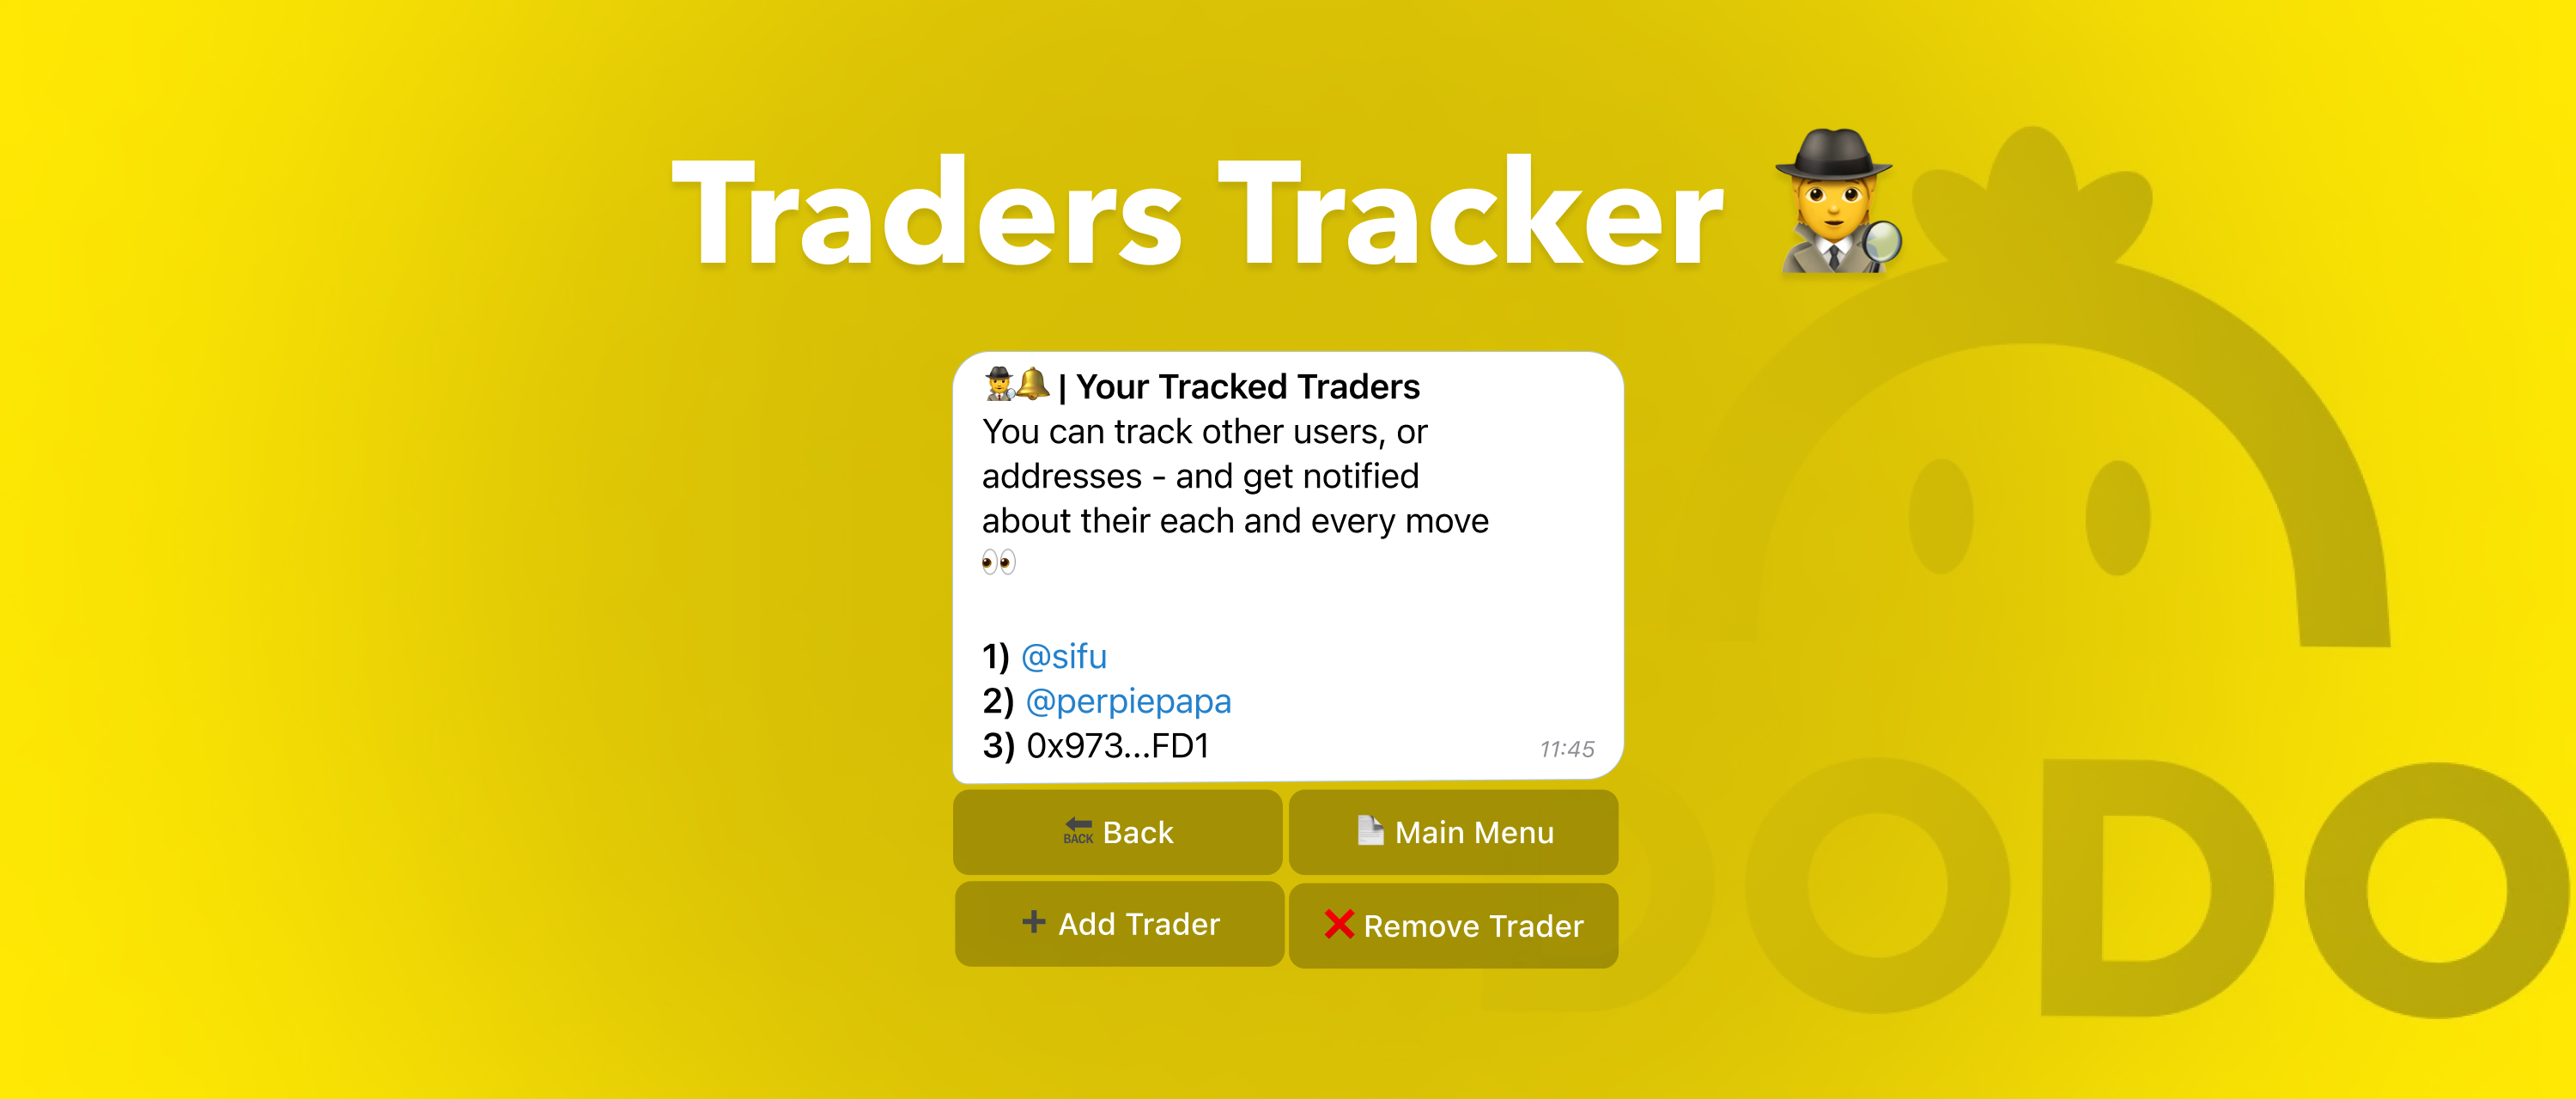 Traders Tracker
| Your Tracked Traders
You can track other users, or
addresses - and get notified
about their each and every move
1) @sifu
2) @perpiepapa
3) 0x973...FD1
11:45
BACK Back
Main Menu
Add Trader
Remove Trader
DODO